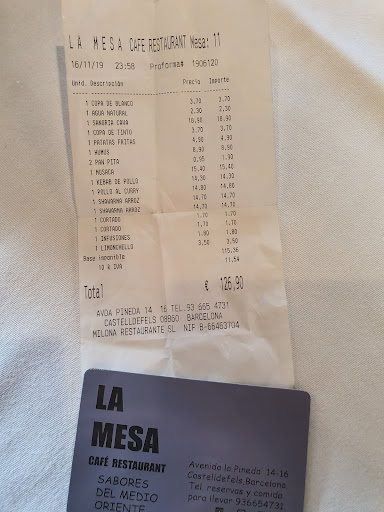 LA MESA CAFE RESTAURANT Mesa: 11
16/11/19 23:58 Proforma# 1906120
Unid. Descripción Precio Importe
1 COPA DE BLANCO 3,70 3,70
1 AGUA NATURAL 2,30 2,30
1 SANGRIA CAVA 18,90 18,90
1 COPA DE TINTO 3,70 3,70
1 PATATAS FRITAS 4,90 4,90
1 HUMUS 8,90 8,90
2 PAN PITA 0,95 1,90
1 MUSACA 15,40 15,40
1 KEBAB DE POLLO 14,30 14,30
1 POLLO AL CURRY 14,80 14,80
1 SHAWARMA ARROZ 14,70 14,70
1 SHAWARMA ARROZ 14,70 14,70
1 CORTADO 1,70 1,70
1 CORTADO 1,70 1,70
1 INFUSIONES 1,80 1,80
1 LIMONCHELLO 3,50 3,50
Base imponible 115,36
10 % IVA 11,54
Total € 126,90
AVDA PINEDA 14 16 TEL.93 665 4731
CASTELLDEFELS 08860 BARCELONA
MILONA RESTAURANTE SL NIF B-66463704
LA
MESA
CAFÉ RESTAURANT
SABORES
DEL MEDIO
ORIENTE
Avenida la Pineda 14-16
Castelldefels,Barcelona.
Tel. reservas y comida
para llevar 936654731